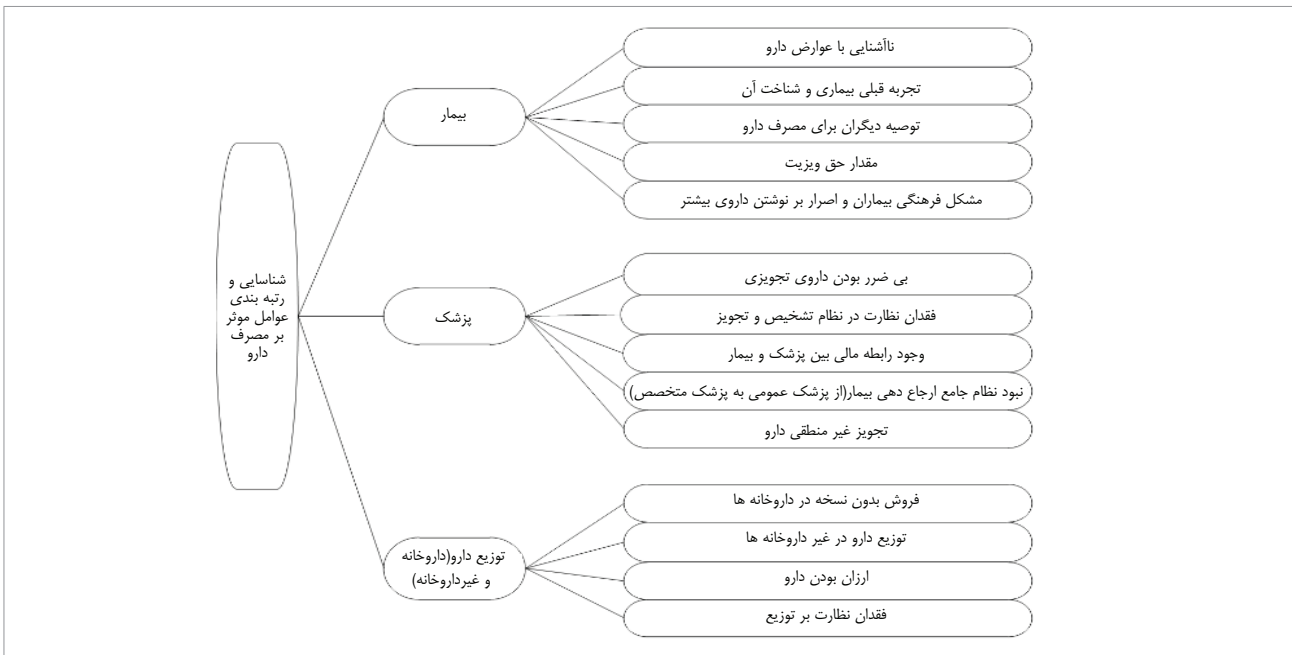 شناسایی و
رتبه بندی
عوامل موثر
بر مصرف
دارو
بیمار
ناآشنایی با عوارض دارو
تجربه قبلی بیماری و شناخت آن
توصیه دیگران برای مصرف دارو
مقدار حق ویزیت
مشکل فرهنگی بیماران و اصرار بر نوشتن داروی بیشتر
پزشک
بی ضرر بودن داروی تجویزی
فقدان نظارت در نظام تشخیص و تجویز
وجود رابطه مالی بین پزشک و بیمار
نبود نظام جامع ارجاع دهی بیمار(از پزشک عمومی به پزشک متخصص)
تجویز غیر منطقی دارو
توزیع دارو(داروخانه
و غیرداروخانه)
فروش بدون نسخه در داروخانه ها
توزیع دارو در غیر داروخانه ها
ارزان بودن دارو
فقدان نظارت بر توزیع